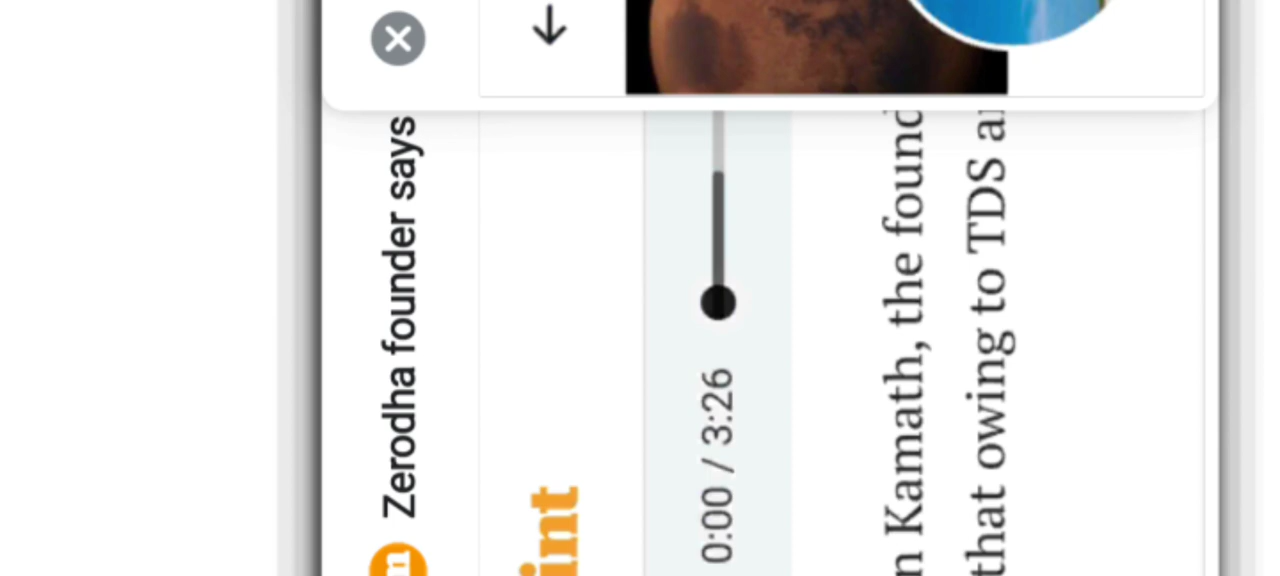 Zerodha founder says
int
0:00 / 3:26
n Kamath, the found
that owing to TDS a